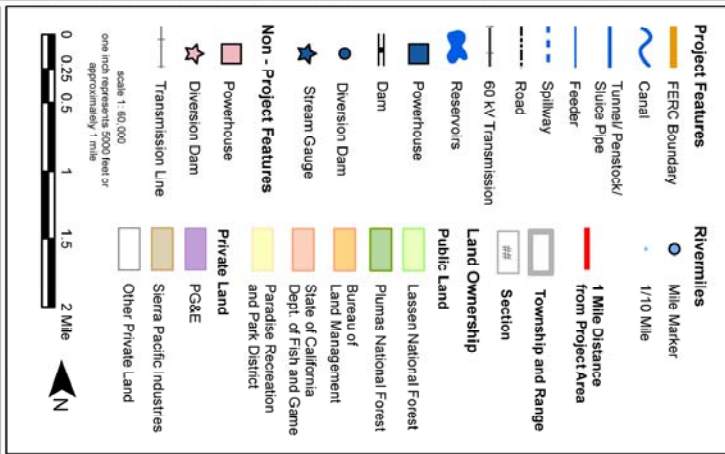 Project Features
FERC Boundary
Canal
Tunnel/ Penstock/
Sluice Pipe
Feeder
Spillway
Road
60 kV Transmission
Reservoirs
Powerhouse
Dam
Diversion Dam
Stream Gauge
Non - Project Features
Powerhouse
Diversion Dam
Transmission Line
Rivermiles
Mile Marker
1/10 Mile
1 Mile Distance
from Project Area
Township and Range
##
Section
Land Ownership
Public Land
Lassen National Forest
Plumas National Forest
Bureau of
Land Management
State of California
Dept. of Fish and Game
Paradise Recreation
and Park District
Private Land
PG&E
Sierra Pacific Industries
Other Private Land
scale 1: 60,000
one inch represents 5000 feet or
approximately 1 mile
0 0.25 0.5 1 1.5 2 Mile
N